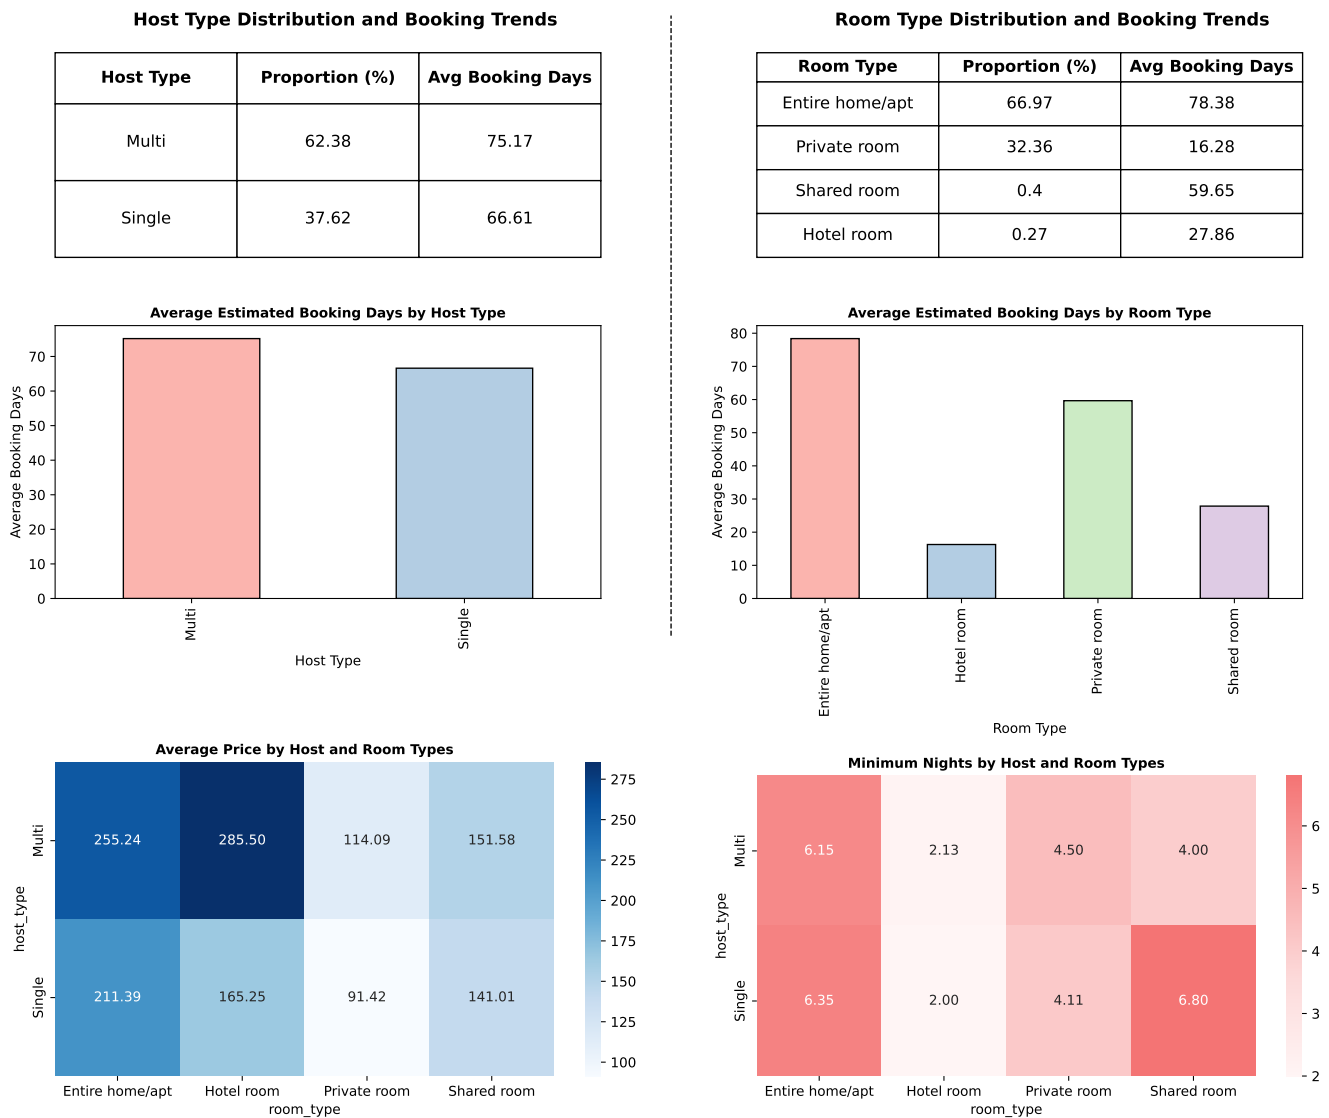 Host Type Distribution and Booking Trends
Host Type Proportion (%) Avg Booking Days
Multi 62.38 75.17
Single 37.62 66.61
Room Type Distribution and Booking Trends
Room Type Proportion (%) Avg Booking Days
Entire home/apt 66.97 78.38
Private room 32.36 16.28
Shared room 0.4 59.65
Hotel room 0.27 27.86
Average Estimated Booking Days by Host Type
Average Booking Days
70
60
50
40
30
20
10
0
Multi Single
Host Type
Average Estimated Booking Days by Room Type
Average Booking Days
80
70
60
50
40
30
20
10
0
Entire home/apt Hotel room Private room Shared room
Room Type
Average Price by Host and Room Types
host_type
Multi 255.24 285.50 114.09 151.58
Single 211.39 165.25 91.42 141.01
Entire home/apt Hotel room Private room Shared room
room_type
275
250
225
200
175
150
125
100
Minimum Nights by Host and Room Types
host_type
Multi 6.15 2.13 4.50 4.00
Single 6.35 2.00 4.11 6.80
Entire home/apt Hotel room Private room Shared room
room_type
6
5
4
3
2